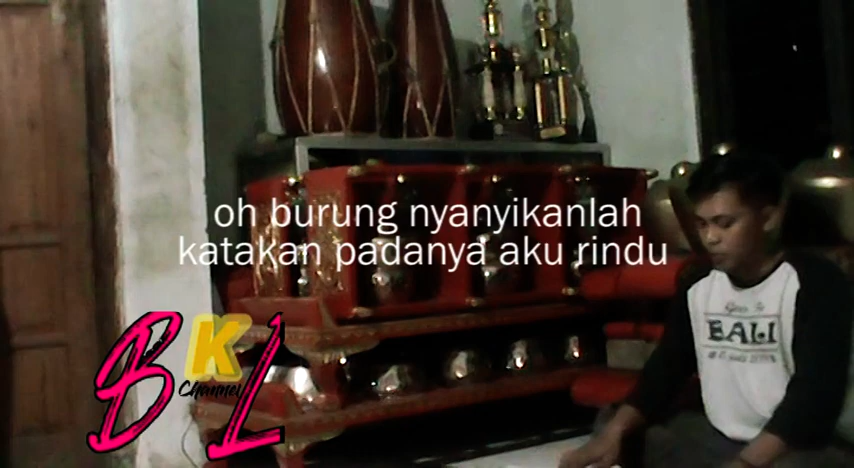 oh burung nyanyikanlah
katakan padanya aku rindu
BKL
Channel
BALI